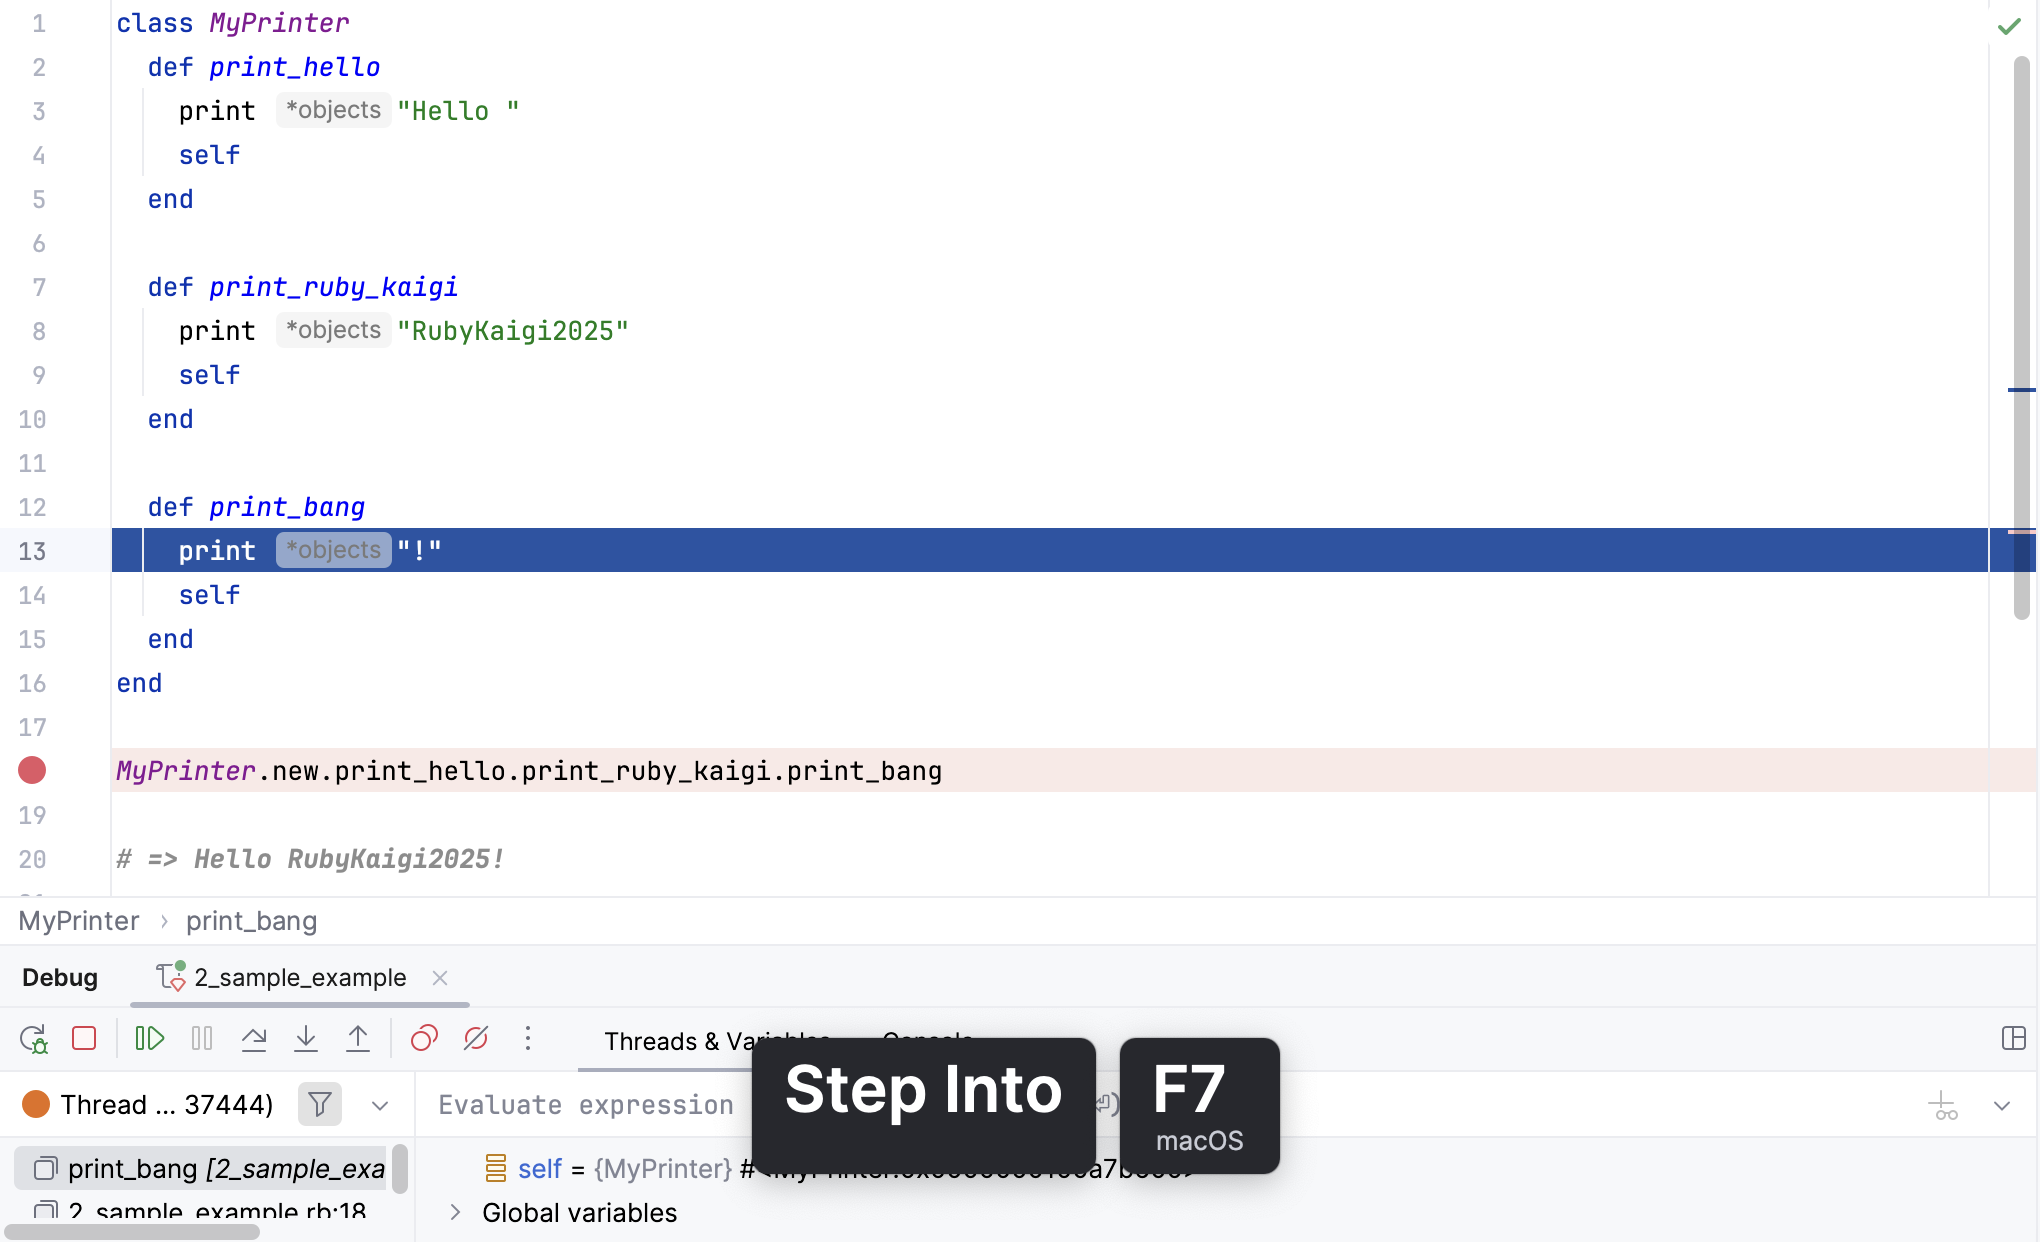 1 class MyPrinter
2 def print_hello
3 print *objects "Hello "
4 self
5 end
6
7 def print_ruby_kaigi
8 print *objects "RubyKaigi2025"
9 self
10 end
11
12 def print_bang
13 print *objects "!"
14 self
15 end
16 end
17
MyPrinter.new.print_hello.print_ruby_kaigi.print_bang
19
20 # => Hello RubyKaigi2025!
MyPrinter › print_bang
Debug 2_sample_example
Threads & Variables Console
Step Into F7
macOS
Thread ... 37444)
Evaluate expression
print_bang [2_sample_exa
self = {MyPrinter}
2_sample_example.rb:18
Global variables